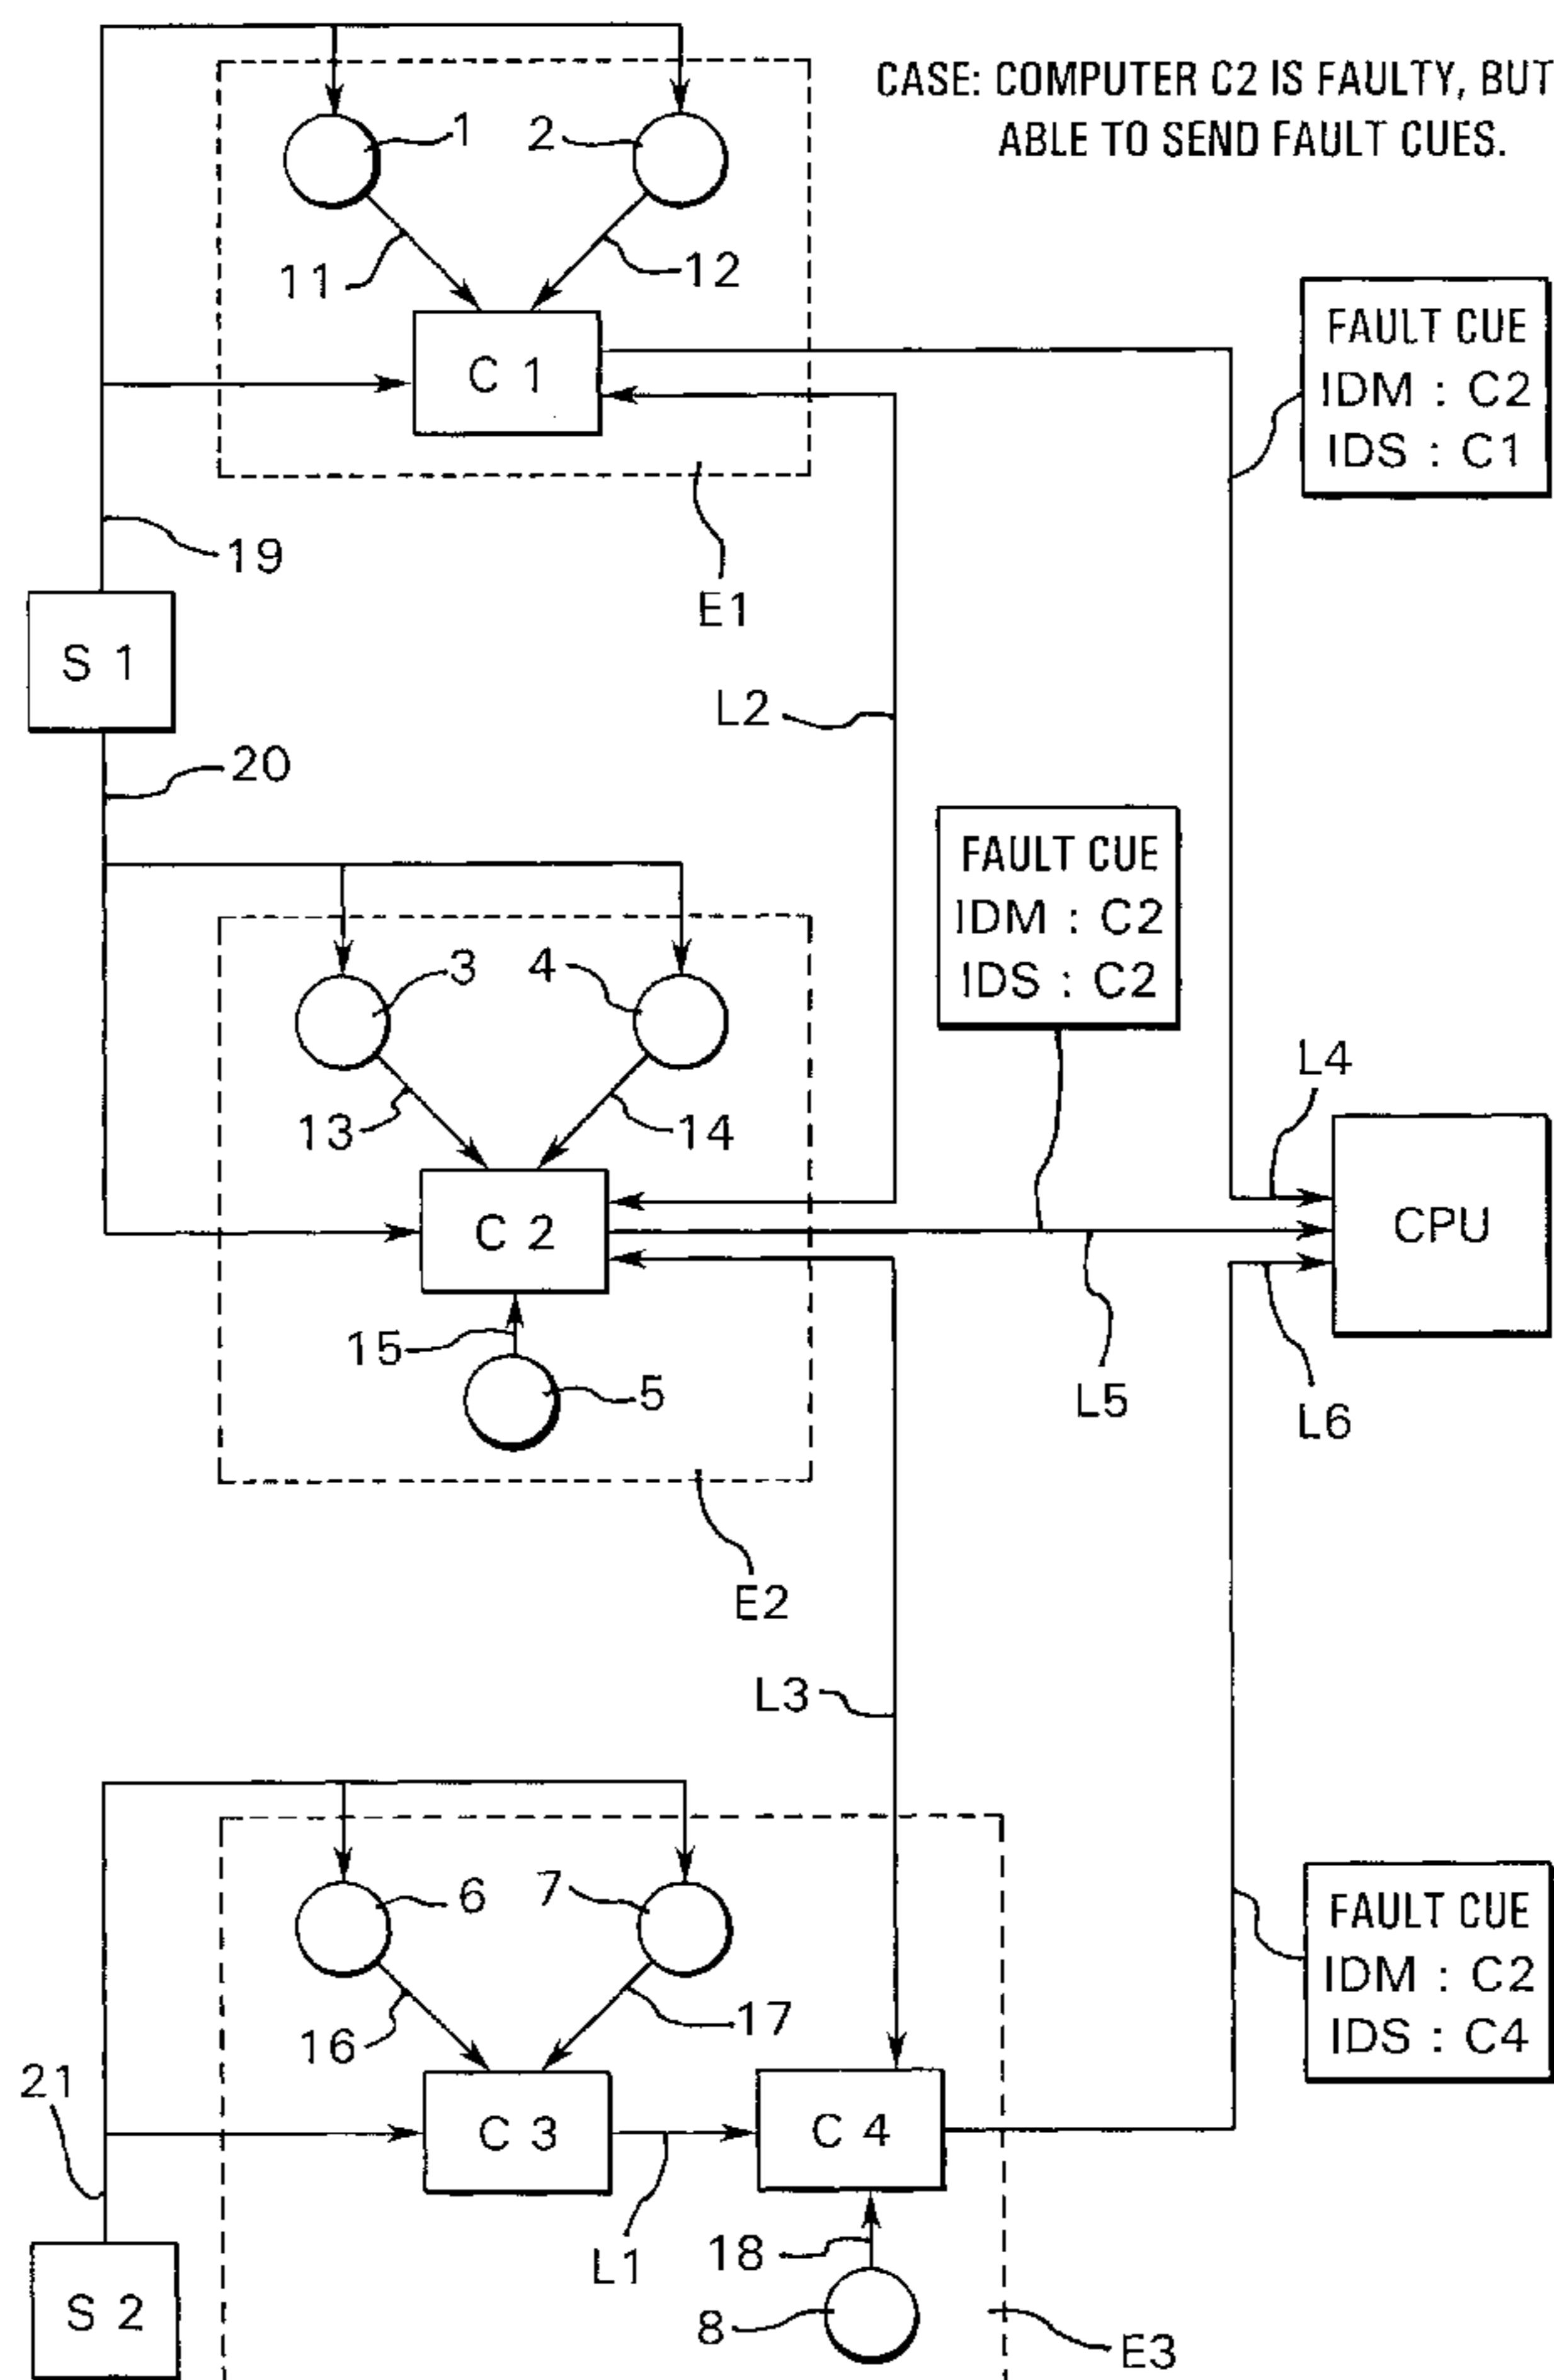 CASE: COMPUTER C2 IS FAULTY, BUT
ABLE TO SEND FAULT CUES.
1
2
11
12
C 1
FAULT CUE
IDM : C2
IDS : C1
19
E1
S 1
L2
20
FAULT CUE
IDM : C2
IDS : C2
3
4
L4
13
14
CPU
C 2
15
5
L5
L6
E2
L3
6
7
FAULT CUE
IDM : C2
IDS : C4
16
17
21
C 3
C 4
L1
18
S 2
8
E3